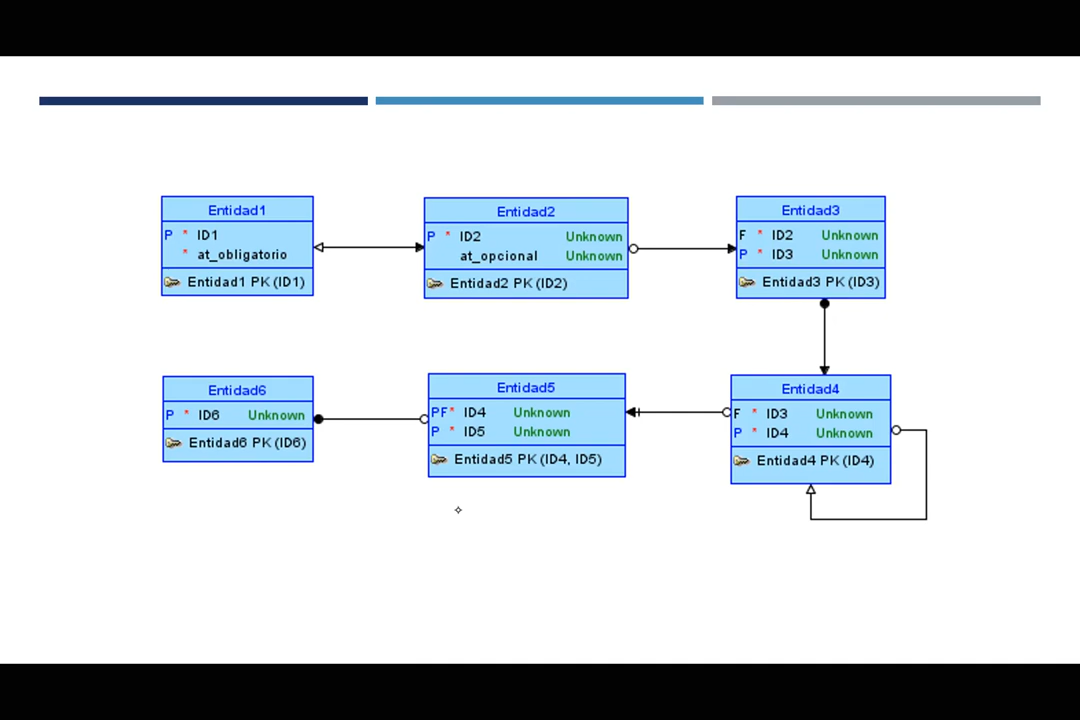 Entidad1
P * ID1
* at_obligatorio
Entidad1 PK (ID1)
Entidad2
P * ID2 Unknown
at_opcional Unknown
Entidad2 PK (ID2)
Entidad3
F * ID2 Unknown
P * ID3 Unknown
Entidad3 PK (ID3)
Entidad6
P * ID6 Unknown
Entidad6 PK (ID6)
Entidad5
PF* ID4 Unknown
P * ID5 Unknown
Entidad5 PK (ID4, ID5)
Entidad4
F * ID3 Unknown
P * ID4 Unknown
Entidad4 PK (ID4)